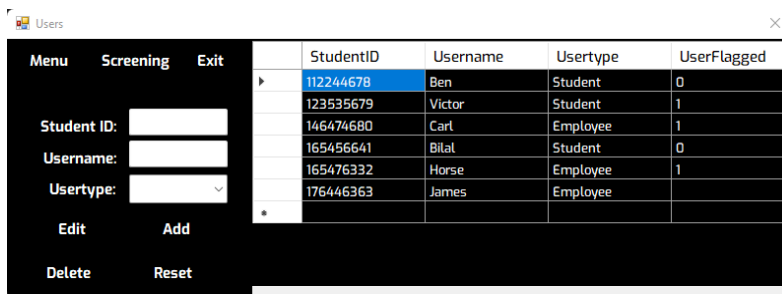 Users
Menu Screening Exit
Student ID:
Username:
Usertype:
Edit Add
Delete Reset
StudentID Username Usertype UserFlagged
112244678 Ben Student 0
123535679 Victor Student 1
146474680 Carl Employee 1
165456641 Bilal Student 0
165476332 Horse Employee 1
176446363 James Employee